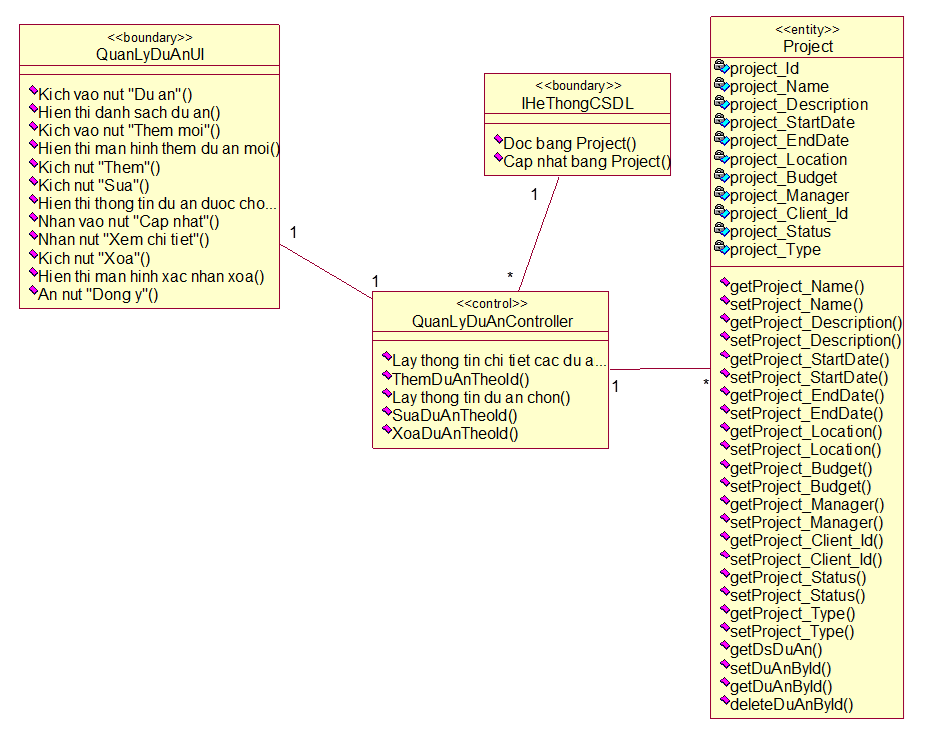 <<boundary>>
QuanLyDuAnUI
Kich vao nut "Du an"()
Hien thi danh sach du an()
Kich vao nut "Them moi"()
Hien thi man hinh them du an moi()
Kich nut "Them"()
Kich nut "Sua"()
Hien thi thong tin du an duoc cho...
Nhan vao nut "Cap nhat"()
Nhan nut "Xem chi tiet"()
Kich nut "Xoa"()
Hien thi man hinh xac nhan xoa()
An nut "Dong y"()
1
1
<<boundary>>
IHeThongCSDL
Doc bang Project()
Cap nhat bang Project()
1
*
<<control>>
QuanLyDuAnController
Lay thong tin chi tiet cac du a...
ThemDuAnTheoId()
Lay thong tin du an chon()
SuaDuAnTheoId()
XoaDuAnTheoId()
1
*
<<entity>>
Project
project_Id
project_Name
project_Description
project_StartDate
project_EndDate
project_Location
project_Budget
project_Manager
project_Client_Id
project_Status
project_Type
getProject_Name()
setProject_Name()
getProject_Description()
setProject_Description()
getProject_StartDate()
setProject_StartDate()
getProject_EndDate()
setProject_EndDate()
getProject_Location()
setProject_Location()
getProject_Budget()
setProject_Budget()
getProject_Manager()
setProject_Manager()
getProject_Client_Id()
setProject_Client_Id()
getProject_Status()
setProject_Status()
getProject_Type()
setProject_Type()
getDsDuAn()
setDuAnById()
getDuAnById()
deleteDuAnById()